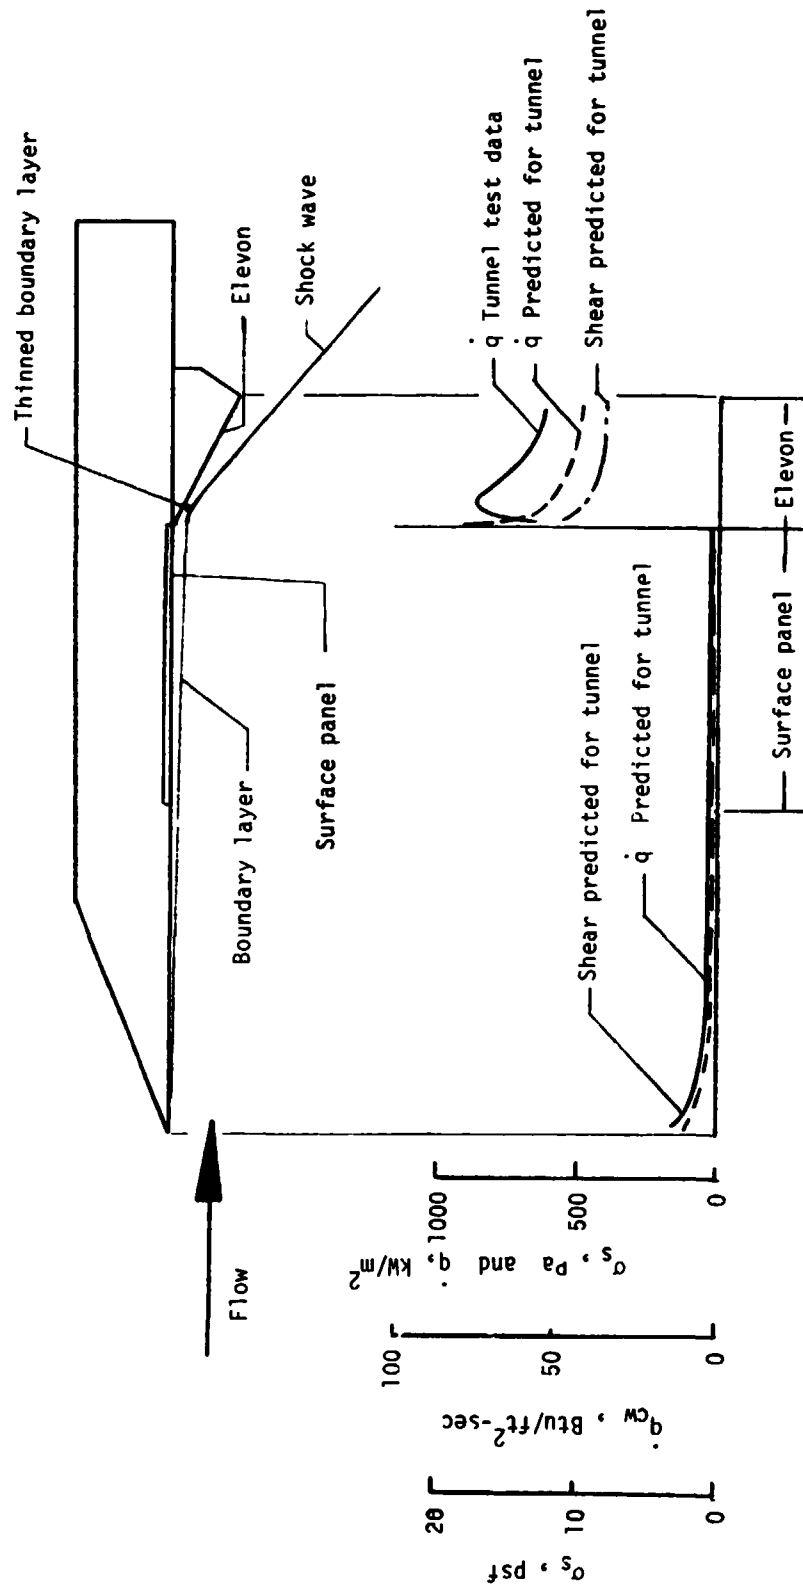 Thinned boundary layer
Elevon
Shock wave
Flow
Boundary layer
Surface panel
q̇ Tunnel test data
q̇ Predicted for tunnel
Shear predicted for tunnel
Shear predicted for tunnel
q̇ Predicted for tunnel
20
10
0
σs, psf
100
50
0
q̇cw, Btu/ft²-sec
1000
500
0
σs, Pa and q̇, kW/m²
Surface panel
Elevon